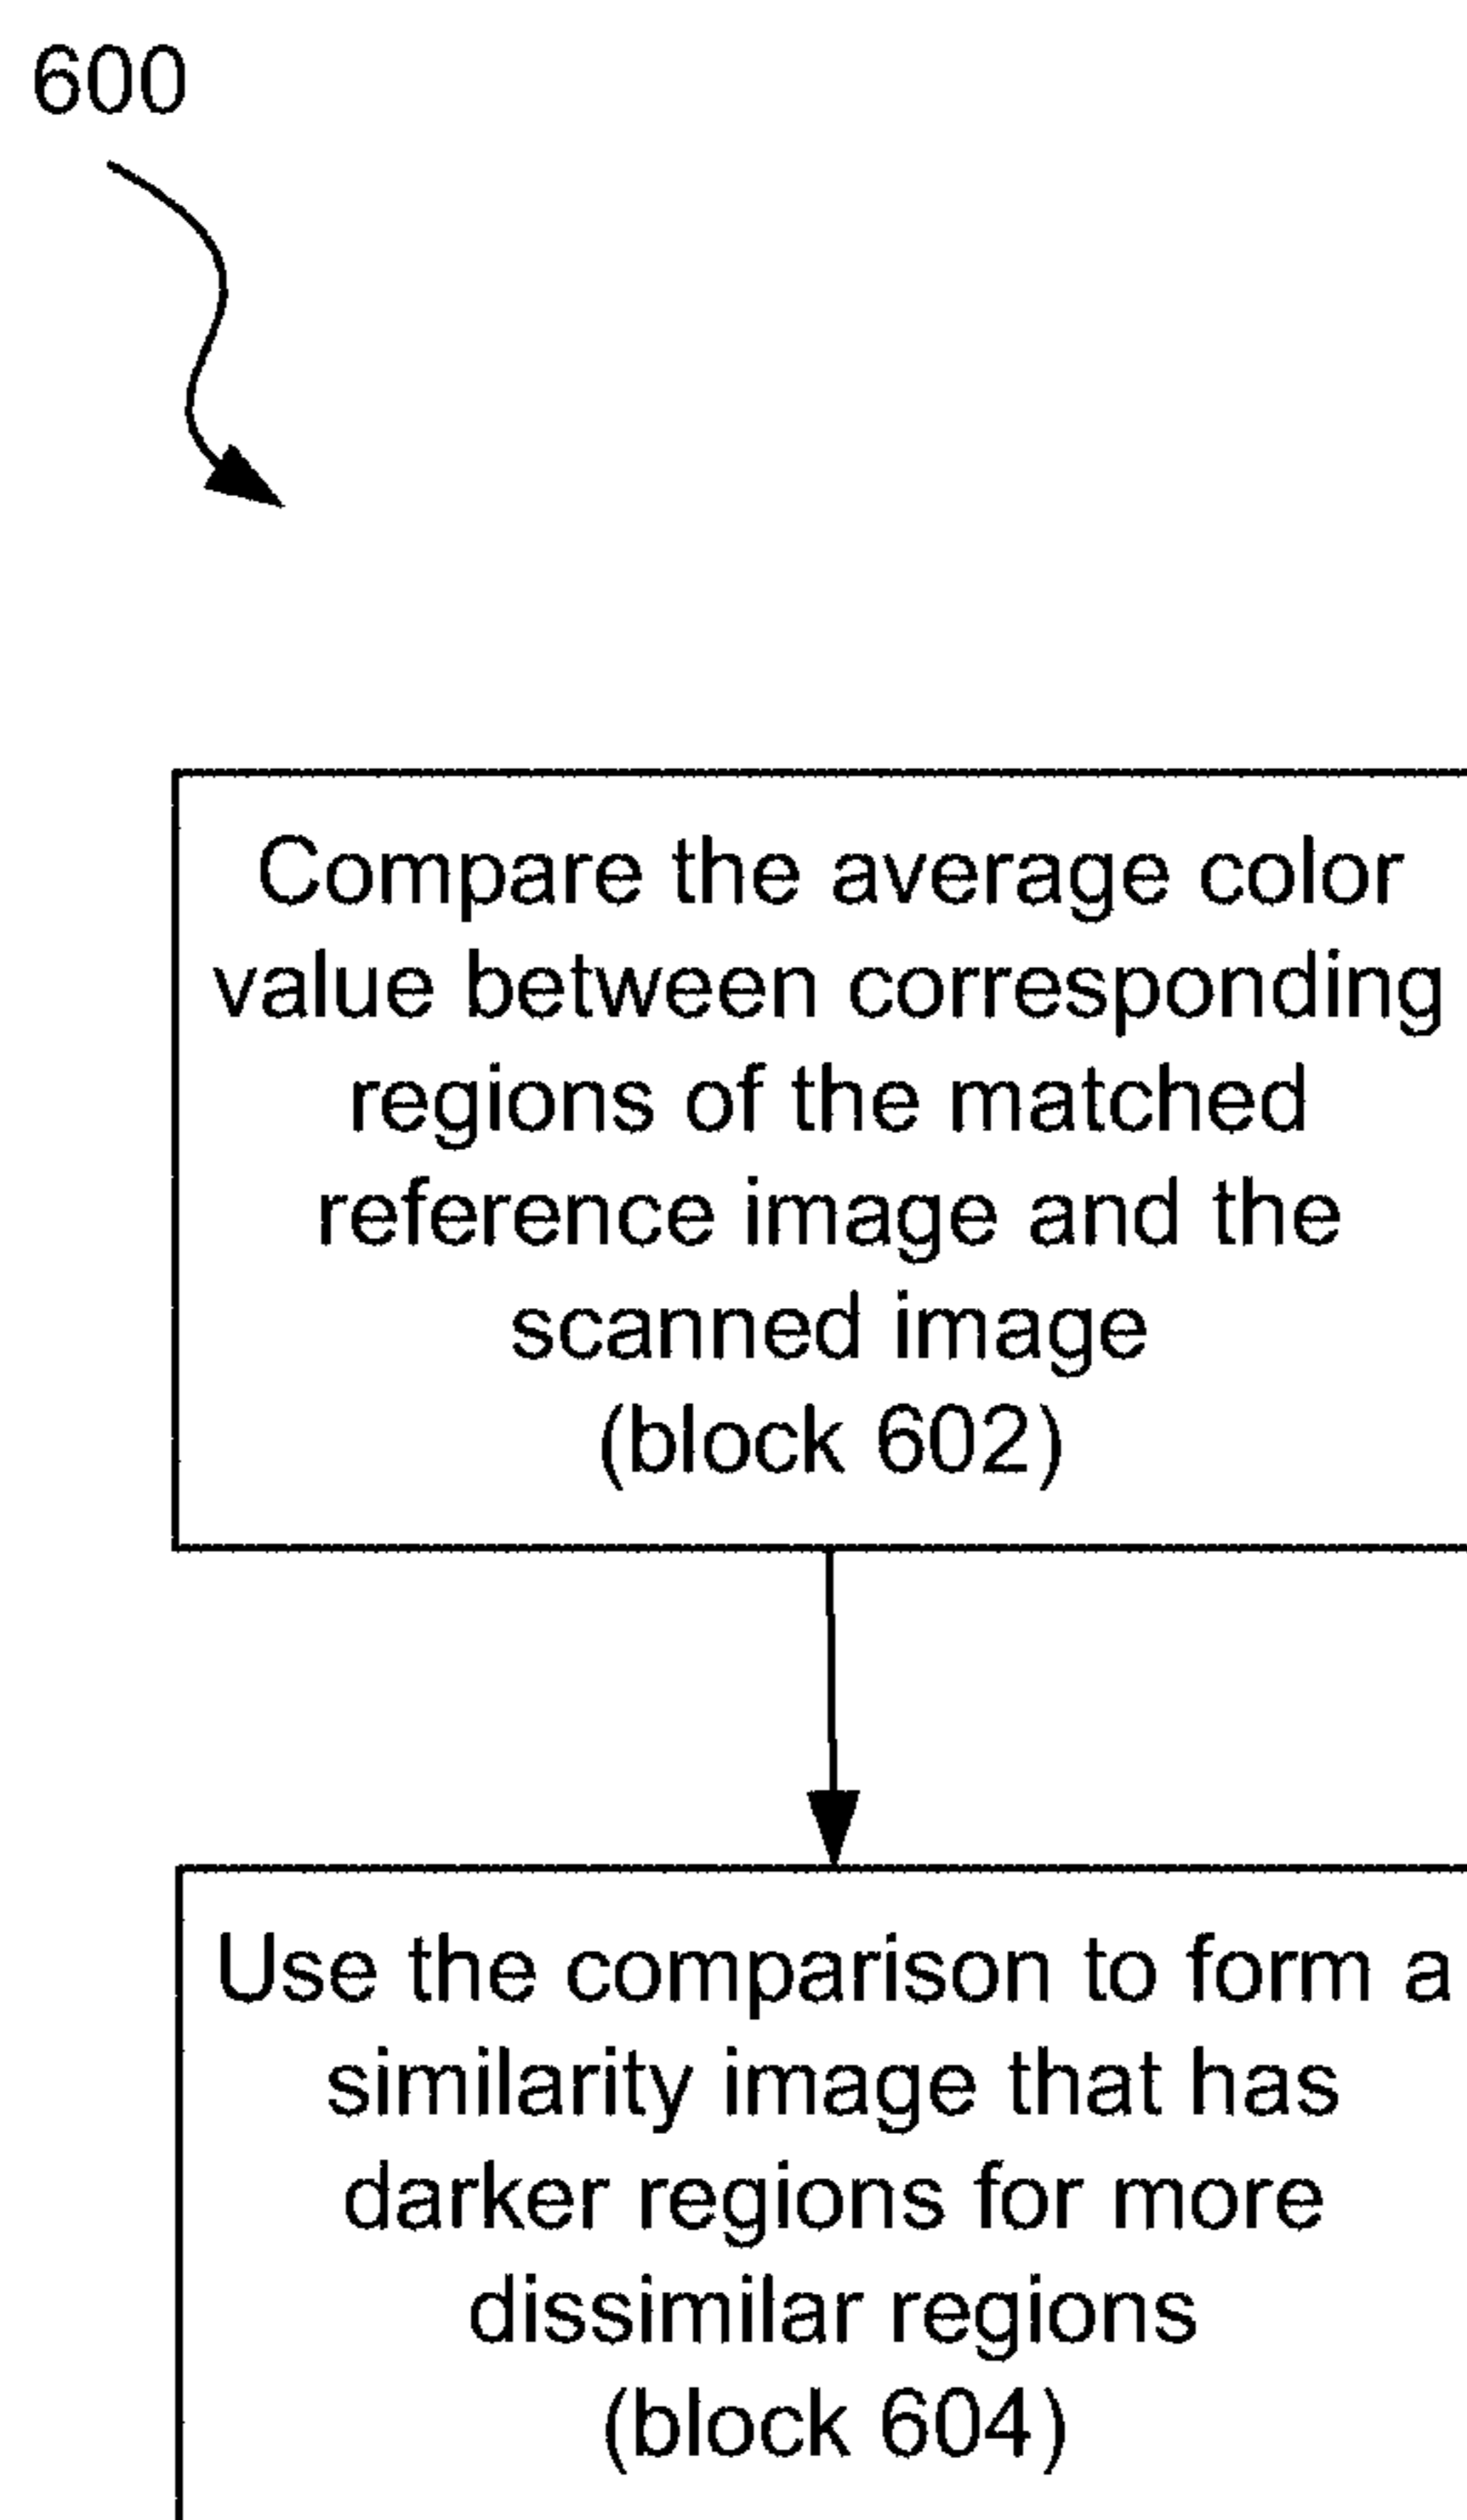 600
Compare the average color
value between corresponding
regions of the matched
reference image and the
scanned image
(block 602)
Use the comparison to form a
similarity image that has
darker regions for more
dissimilar regions
(block 604)